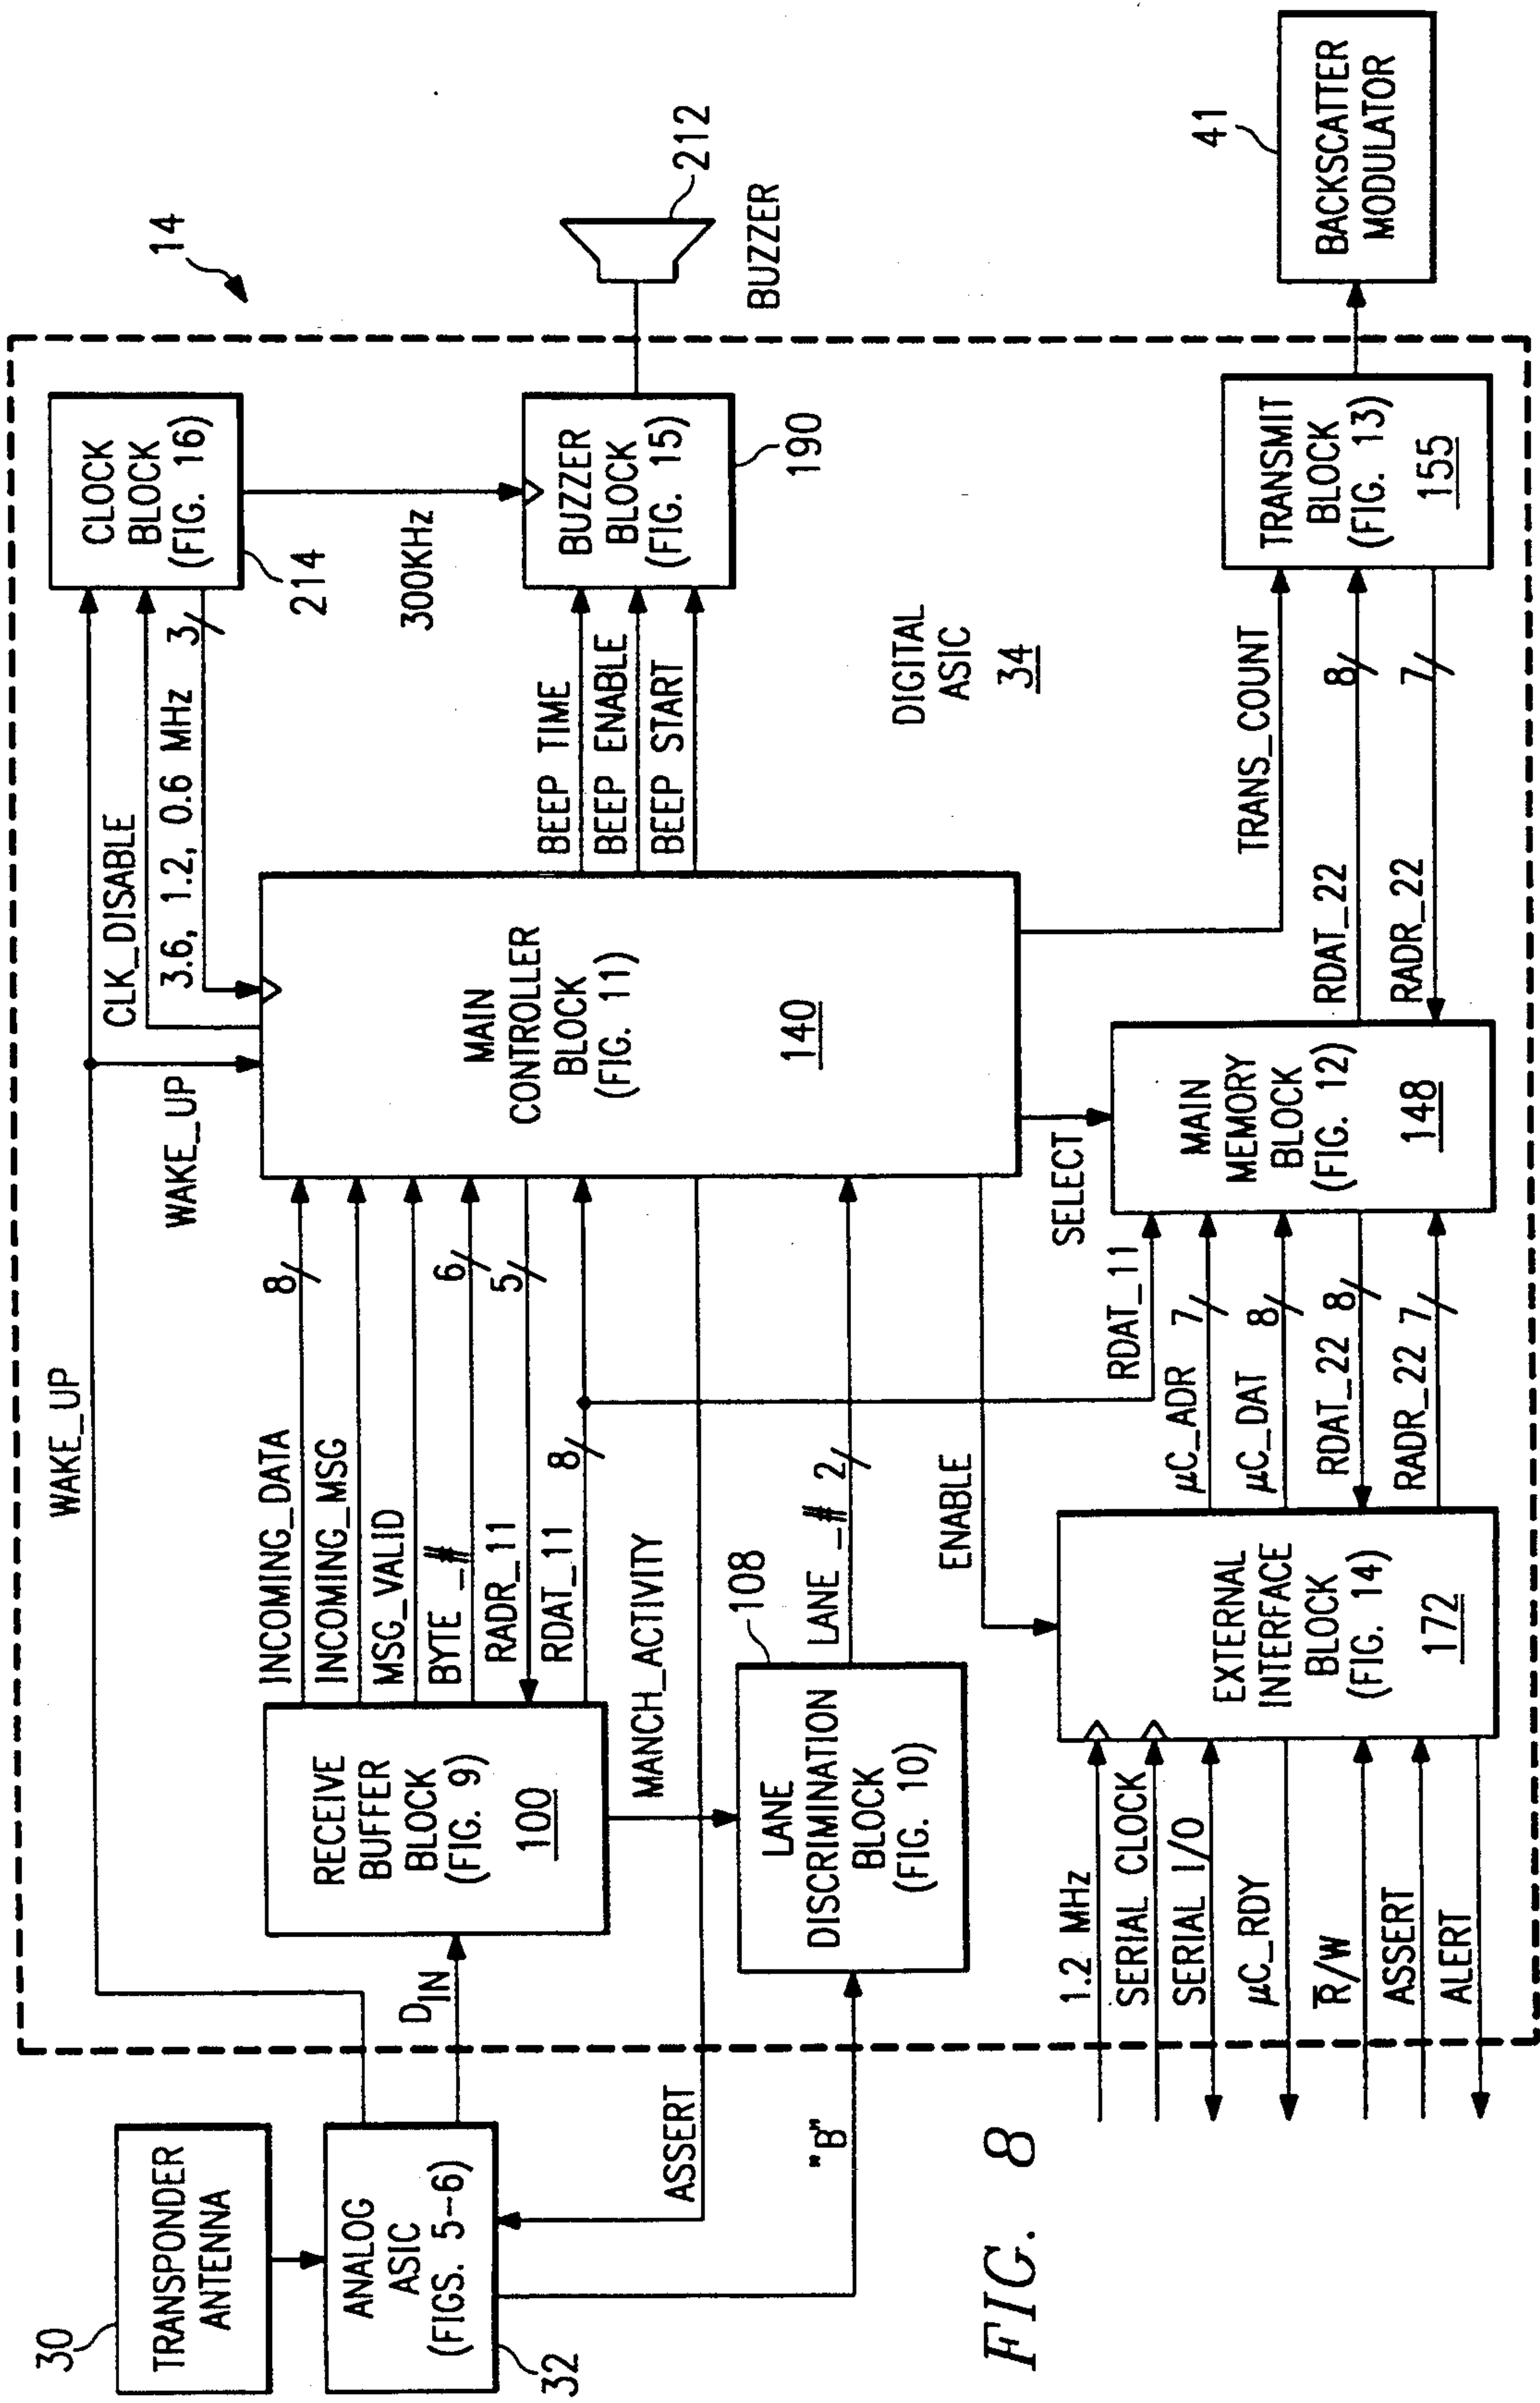 14
30
TRANSPONDER
ANTENNA
ANALOG
ASIC
(FIGS. 5-6)
32
WAKE_UP
DIN
ASSERT
"B"
RECEIVE
BUFFER
BLOCK
(FIG. 9)
100
INCOMING_DATA
8
INCOMING_MSG
MSG_VALID
BYTE_#
6
RADR_11
5
RDAT_11
8
MANCH_ACTIVITY
LANE
DISCRIMINATION
BLOCK
(FIG. 10)
108
LANE_#
2
WAKE_UP
CLK_DISABLE
3.6, 1.2, 0.6 MHz
3
CLOCK
BLOCK
(FIG. 16)
214
300KHz
MAIN
CONTROLLER
BLOCK
(FIG. 11)
140
BEEP TIME
BEEP ENABLE
BEEP START
BUZZER
BLOCK
(FIG. 15)
190
212
BUZZER
DIGITAL
ASIC
34
ENABLE
SELECT
TRANS_COUNT
1.2 MHz
SERIAL CLOCK
SERIAL I/O
μC_RDY
R̅/W
ASSERT
ALERT
EXTERNAL
INTERFACE
BLOCK
(FIG. 14)
172
RDAT_11
μC_ADR
7
μC_DAT
8
RDAT_22
8
RADR_22
7
MAIN
MEMORY
BLOCK
(FIG. 12)
148
RDAT_22
8
RADR_22
7
TRANSMIT
BLOCK
(FIG. 13)
155
41
BACKSCATTER
MODULATOR
FIG. 8